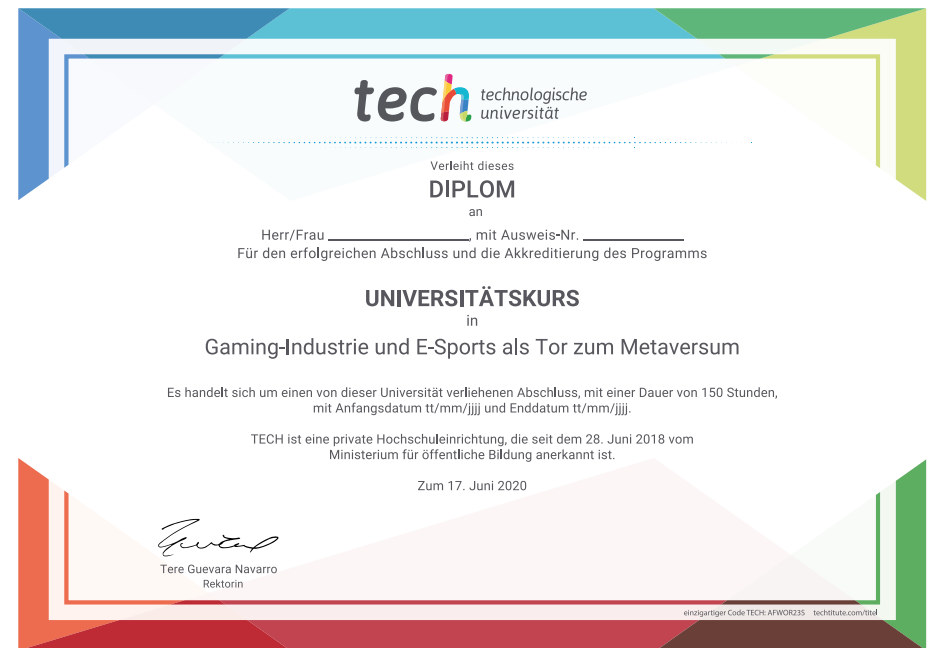 tech technologische
universität
Verleiht dieses
DIPLOM
an
Herr/Frau ____________________, mit Ausweis-Nr. ______________
Für den erfolgreichen Abschluss und die Akkreditierung des Programms
UNIVERSITÄTSKURS
in
Gaming-Industrie und E-Sports als Tor zum Metaversum
Es handelt sich um einen von dieser Universität verliehenen Abschluss, mit einer Dauer von 150 Stunden,
mit Anfangsdatum tt/mm/jjjj und Enddatum tt/mm/jjjj.
TECH ist eine private Hochschuleinrichtung, die seit dem 28. Juni 2018 vom
Ministerium für öffentliche Bildung anerkannt ist.
Zum 17. Juni 2020
Tere Guevara Navarro
Rektorin
einzigartiger Code TECH: AFWOR23S techtitute.com/titel